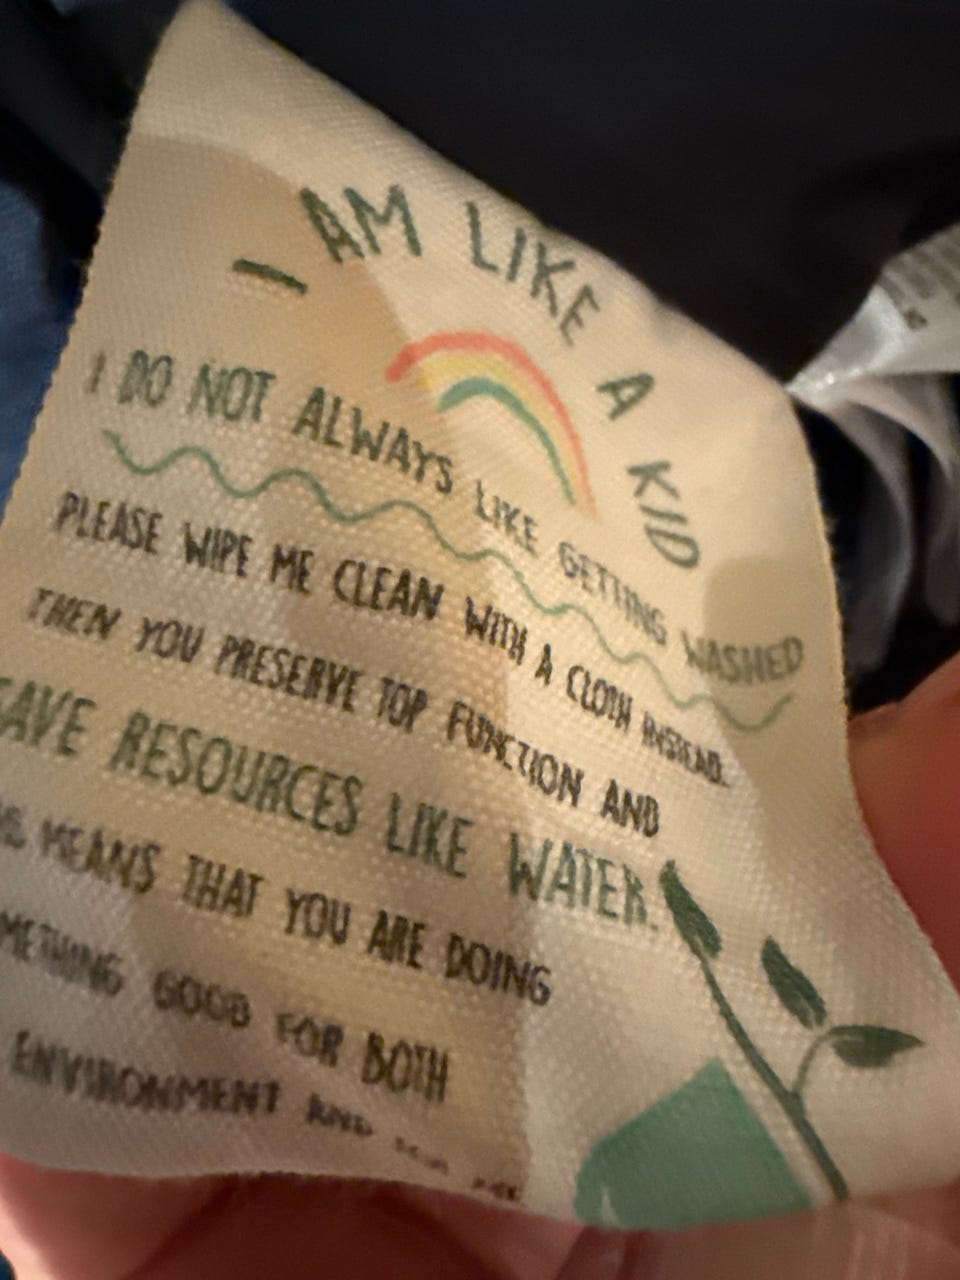 I AM LIKE A KID
I DO NOT ALWAYS LIKE GETTING WASHED
PLEASE WIPE ME CLEAN WITH A CLOTH INSTEAD.
THEN YOU PRESERVE TOP FUNCTION AND
SAVE RESOURCES LIKE WATER.
MEANS THAT YOU ARE DOING
GOOD FOR BOTH
ENVIRONMENT AND